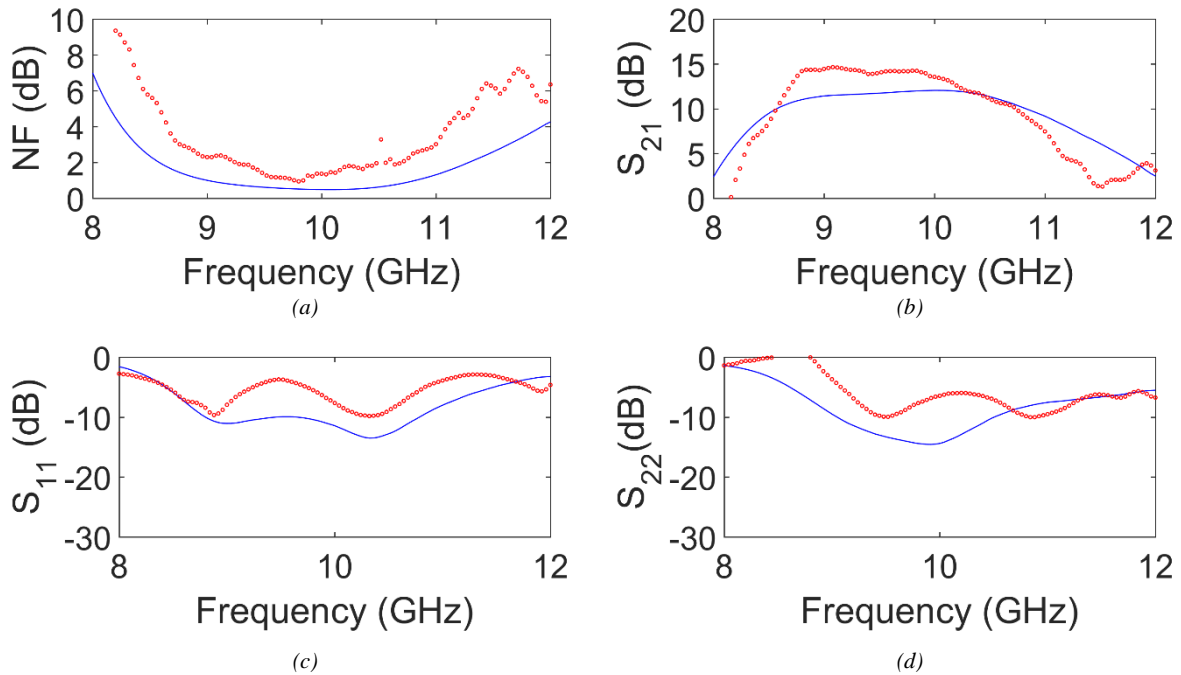 NF (dB)
10
8
6
4
2
0
8 9 10 11 12
Frequency (GHz)
(a)
S21 (dB)
20
15
10
5
0
8 9 10 11 12
Frequency (GHz)
(b)
S11 (dB)
0
-10
-20
-30
8 10 12
Frequency (GHz)
(c)
S22(dB)
0
-10
-20
-30
8 10 12
Frequency (GHz)
(d)